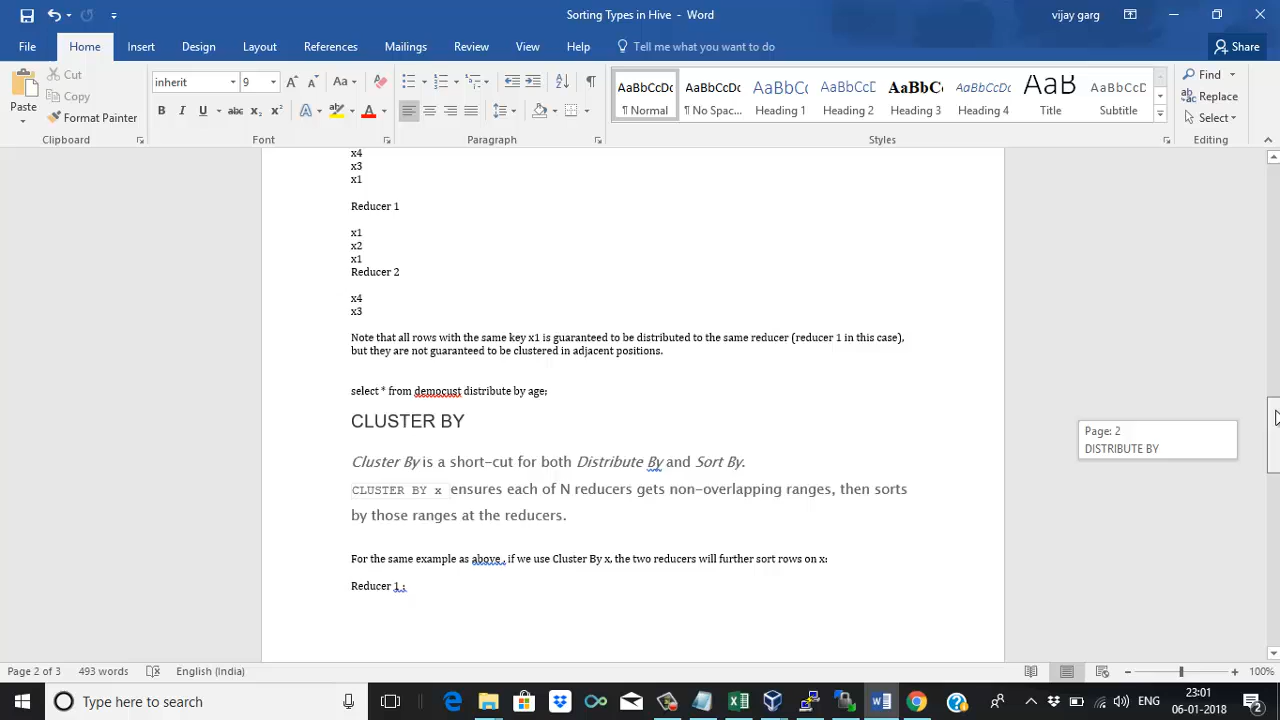 Sorting Types in Hive - Word
vijay garg
File Home Insert Design Layout References Mailings Review View Help Tell me what you want to do Share
Paste
Cut
Copy
Format Painter
Clipboard
inherit 9
Font
Paragraph
AaBbCcDc
¶ Normal
AaBbCcDc
¶ No Spac...
AaBbCc
Heading 1
AaBbCcD
Heading 2
AaBbCc
Heading 3
AaBbCcD
Heading 4
AaB
Title
AaBbCcD
Subtitle
Styles
Find
Replace
Select
Editing
x4
x3
x1
Reducer 1
x1
x2
x1
Reducer 2
x4
x3
Note that all rows with the same key x1 is guaranteed to be distributed to the same reducer (reducer 1 in this case),
but they are not guaranteed to be clustered in adjacent positions.
select * from democust distribute by age;
CLUSTER BY
Cluster By is a short-cut for both Distribute By and Sort By.
CLUSTER BY x ensures each of N reducers gets non-overlapping ranges, then sorts
by those ranges at the reducers.
For the same example as above , if we use Cluster By x, the two reducers will further sort rows on x:
Reducer 1 :
Page: 2
DISTRIBUTE BY
Page 2 of 3 493 words English (India) 100%
Type here to search
ENG
23:01
06-01-2018
2